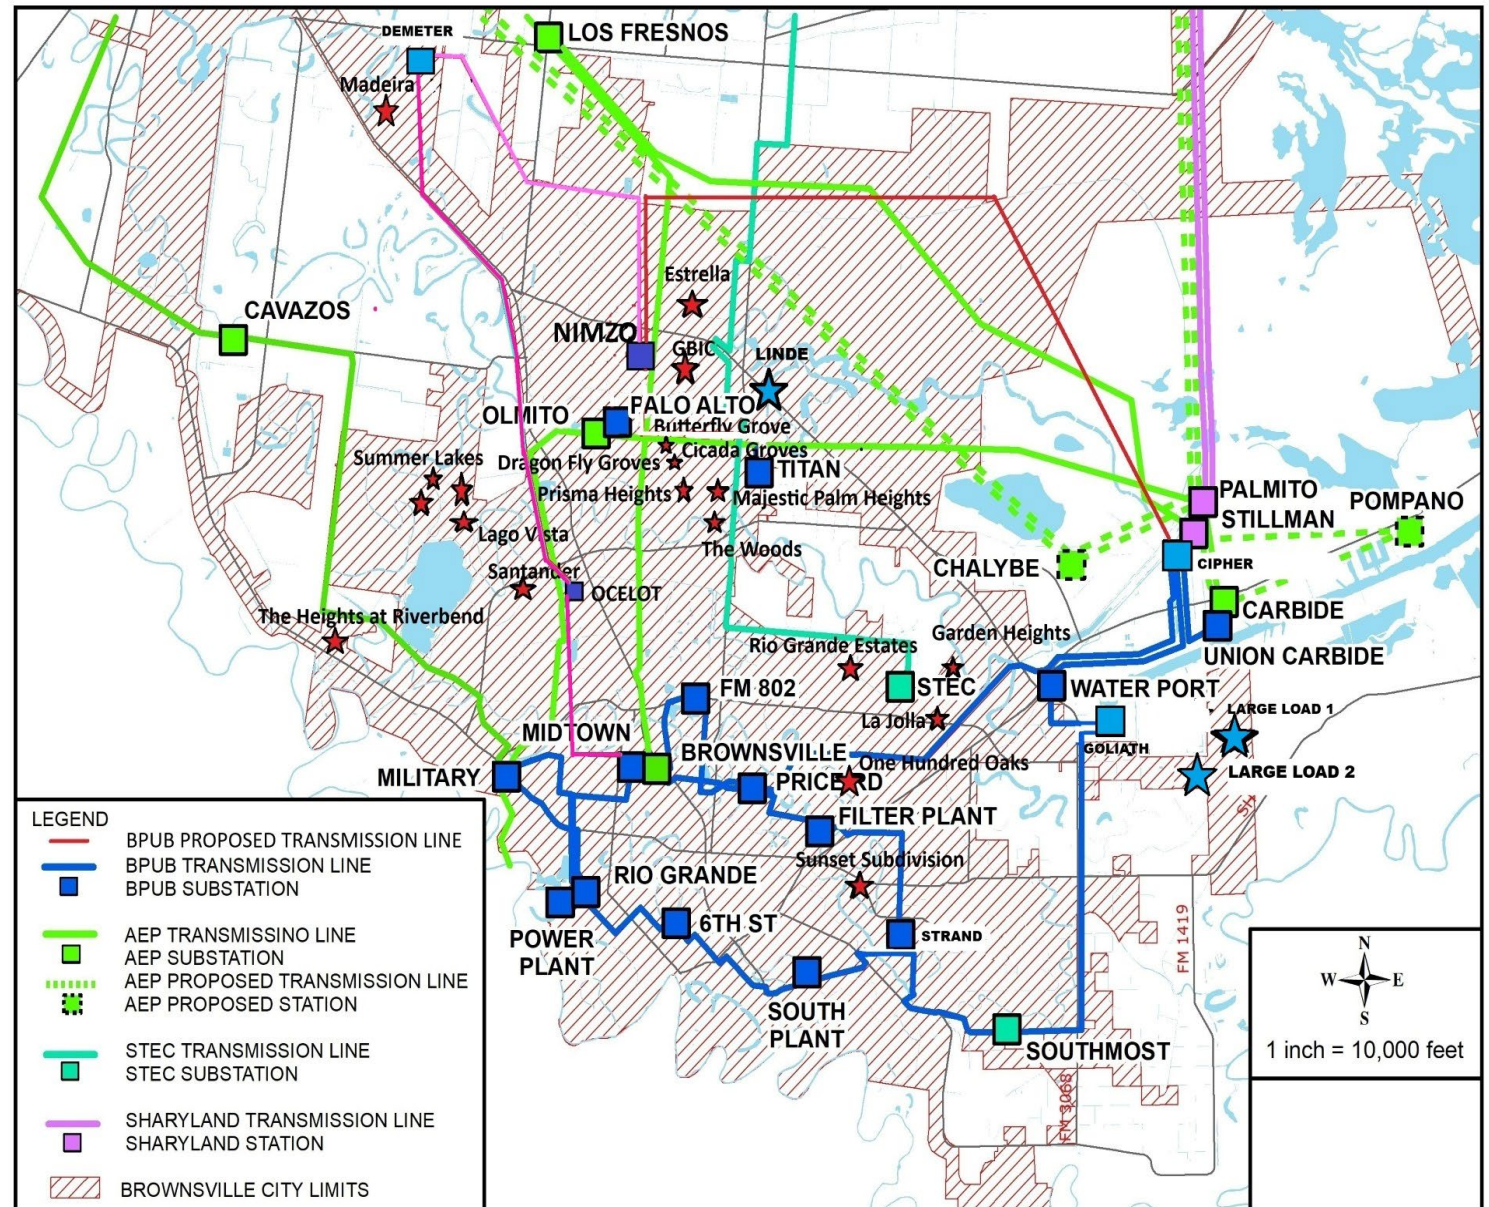 DEMETER
LOS FRESNOS
Madeira
Estrella
CAVAZOS
NIMZO
GBIC
LINDE
OLMITO
PALO ALTO
Butterfly Grove
Cicada Groves
Summer Lakes
Dragon Fly Groves
TITAN
Prisma Heights
Majestic Palm Heights
PALMITO
POMPANO
STILLMAN
Lago Vista
The Woods
CHALYBE
CIPHER
Santander
OCELOT
The Heights at Riverbend
CARBIDE
Garden Heights
Rio Grande Estates
UNION CARBIDE
FM 802
STEC
WATER PORT
La Jolla
LARGE LOAD 1
MIDTOWN
GOLIATH
BROWNSVILLE
One Hundred Oaks
LARGE LOAD 2
MILITARY
PRICE RD
FILTER PLANT
Sunset Subdivision
RIO GRANDE
6TH ST
STRAND
POWER
PLANT
FM 1419
SOUTH
PLANT
SOUTHMOST
FM 3068
LEGEND
BPUB PROPOSED TRANSMISSION LINE
BPUB TRANSMISSION LINE
BPUB SUBSTATION
AEP TRANSMISSINO LINE
AEP SUBSTATION
AEP PROPOSED TRANSMISSION LINE
AEP PROPOSED STATION
STEC TRANSMISSION LINE
STEC SUBSTATION
SHARYLAND TRANSMISSION LINE
SHARYLAND STATION
BROWNSVILLE CITY LIMITS
N
W E
S
1 inch = 10,000 feet